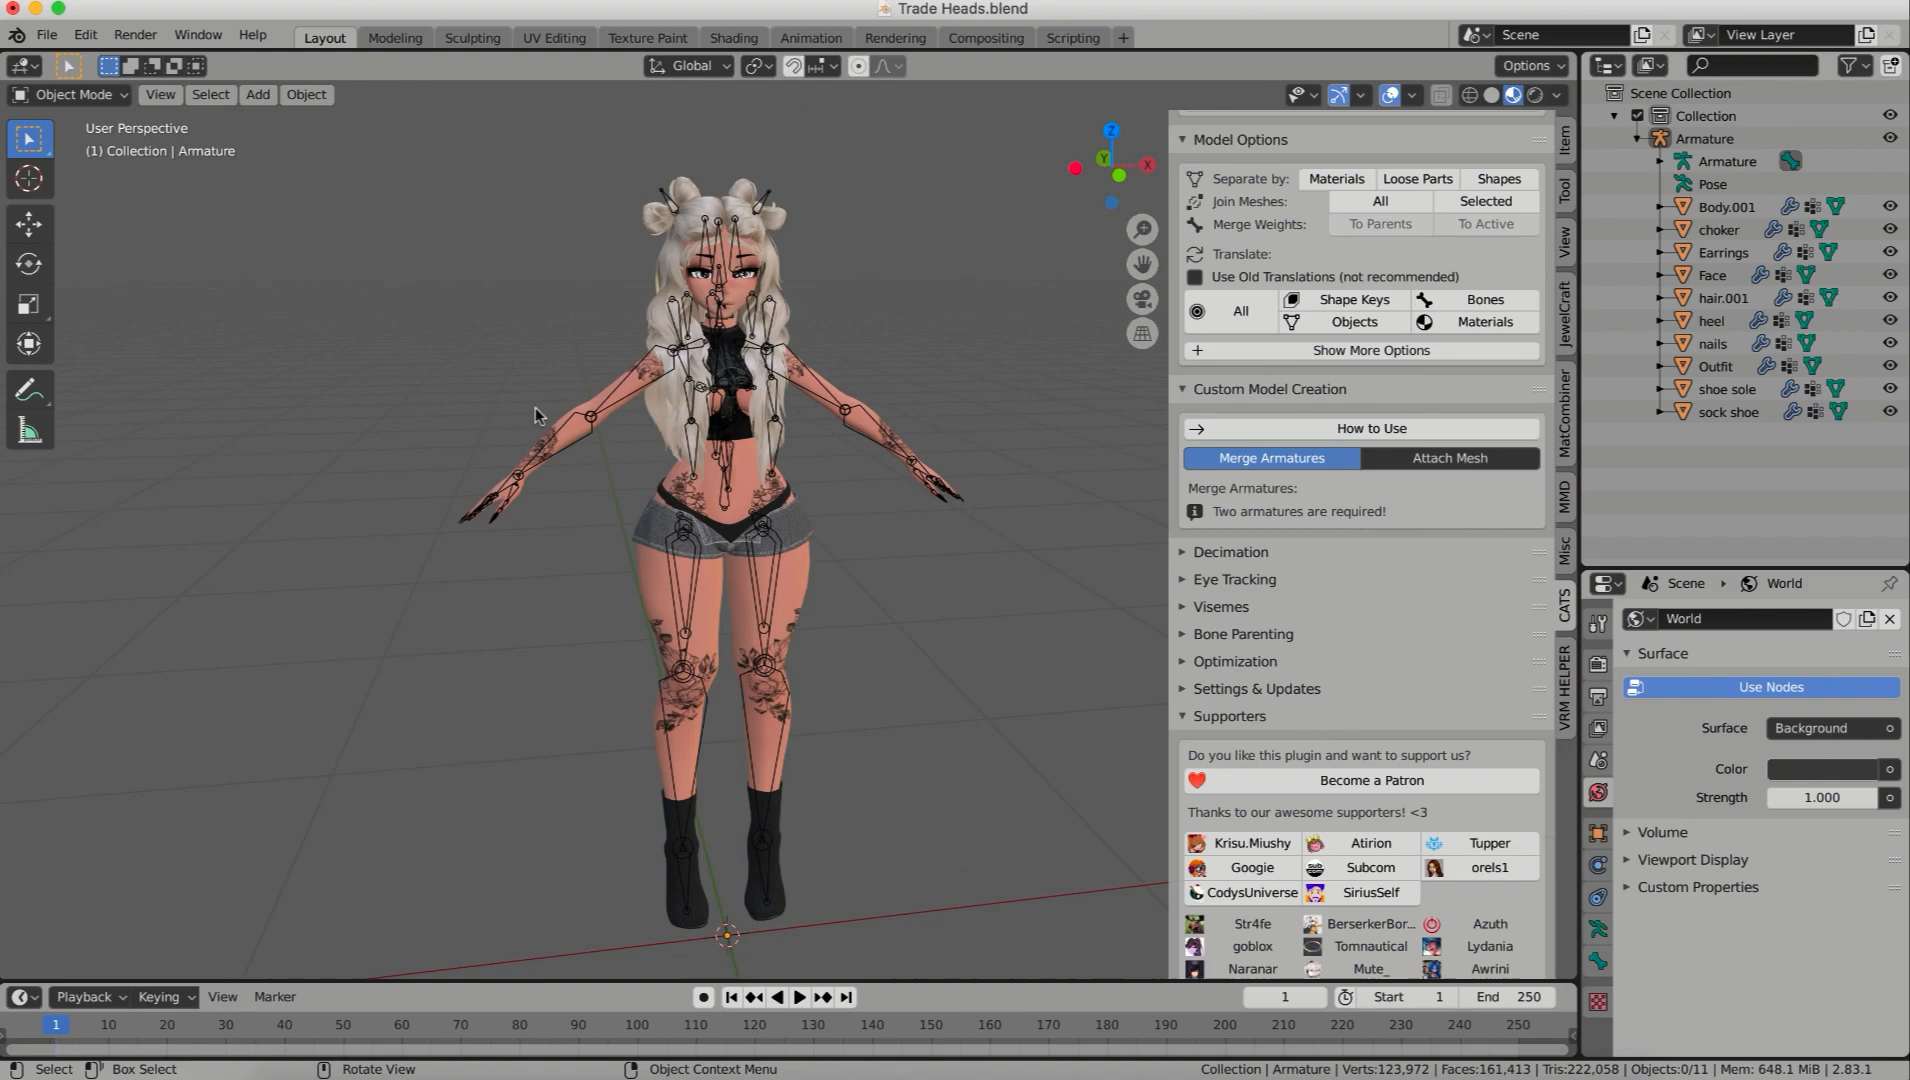 Trade Heads.blend
File Edit Render Window Help Layout Modeling Sculpting UV Editing Texture Paint Shading Animation Rendering Compositing Scripting + Scene View Layer
Global Options
Object Mode View Select Add Object
User Perspective
(1) Collection | Armature
Z
Y
X
Model Options
Separate by: Materials Loose Parts Shapes
Join Meshes: All Selected
Merge Weights: To Parents To Active
Translate:
Use Old Translations (not recommended)
All Shape Keys Bones
Objects Materials
Show More Options
Custom Model Creation
How to Use
Merge Armatures Attach Mesh
Merge Armatures:
Two armatures are required!
Decimation
Eye Tracking
Visemes
Bone Parenting
Optimization
Settings & Updates
Supporters
Do you like this plugin and want to support us?
Become a Patron
Thanks to our awesome supporters! <3
Krisu.Miushy Atirion Tupper
Googie Subcom orels1
CodysUniverse SiriusSelf
Str4fe BerserkerBor... Azuth
goblox Tomnautical Lydania
Naranar Mute_ Awrini
Item
Tool
View
JewelCraft
MatCombiner
MMD
Misc
CATS
VRM HELPER
Scene Collection
Collection
Armature
Armature
Pose
Body.001
choker
Earrings
Face
hair.001
heel
nails
Outfit
shoe sole
sock shoe
Scene World
World
Surface
Use Nodes
Surface Background
Color
Strength 1.000
Volume
Viewport Display
Custom Properties
Playback Keying View Marker 1 Start 1 End 250
1 10 20 30 40 50 60 70 80 90 100 110 120 130 140 150 160 170 180 190 200 210 220 230 240 250
Select Box Select Rotate View Object Context Menu Collection | Armature | Verts:123,972 | Faces:161,413 | Tris:222,058 | Objects:0/11 | Mem: 648.1 MiB | 2.83.1